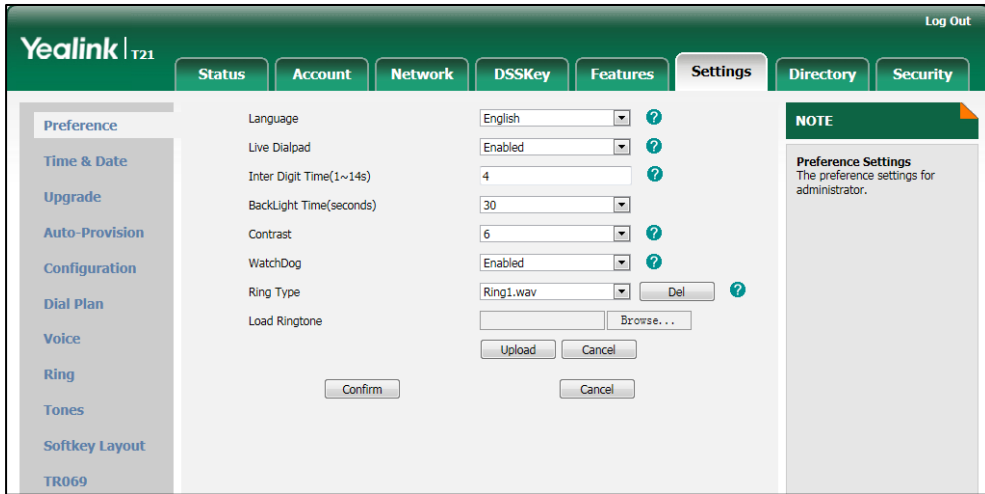 Log Out
Yealink T21
Status Account Network DSSKey Features Settings Directory Security
Preference
Time & Date
Upgrade
Auto-Provision
Configuration
Dial Plan
Voice
Ring
Tones
Softkey Layout
TR069
Language English ?
Live Dialpad Enabled ?
Inter Digit Time(1~14s) 4 ?
BackLight Time(seconds) 30
Contrast 6 ?
WatchDog Enabled ?
Ring Type Ring1.wav Del ?
Load Ringtone Browse...
Upload Cancel
Confirm Cancel
NOTE
Preference Settings
The preference settings for
administrator.